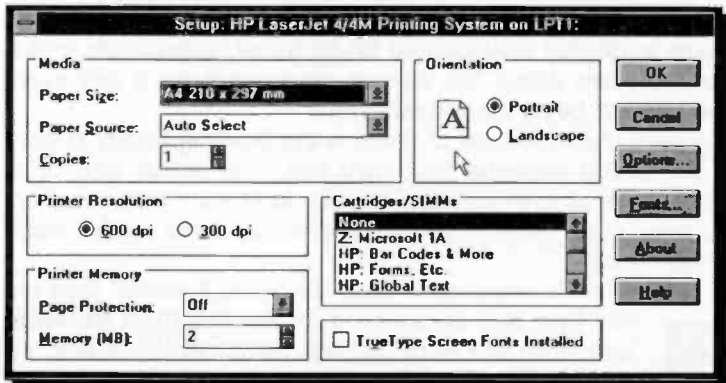 Setup: HP LaserJet 4/4M Printing System on LPT1:
Media
Paper Size: A4 210 x 297 mm
Paper Source: Auto Select
Copies: 1
Orientation
A
Portrait
Landscape
OK
Cancel
Options...
Fonts...
About
Help
Printer Resolution
600 dpi 300 dpi
Cartridges/SIMMs
None
Z: Microsoft 1A
HP: Bar Codes & More
HP: Forms, Etc.
HP: Global Text
Printer Memory
Page Protection: Off
Memory (MB): 2
TrueType Screen Fonts Installed